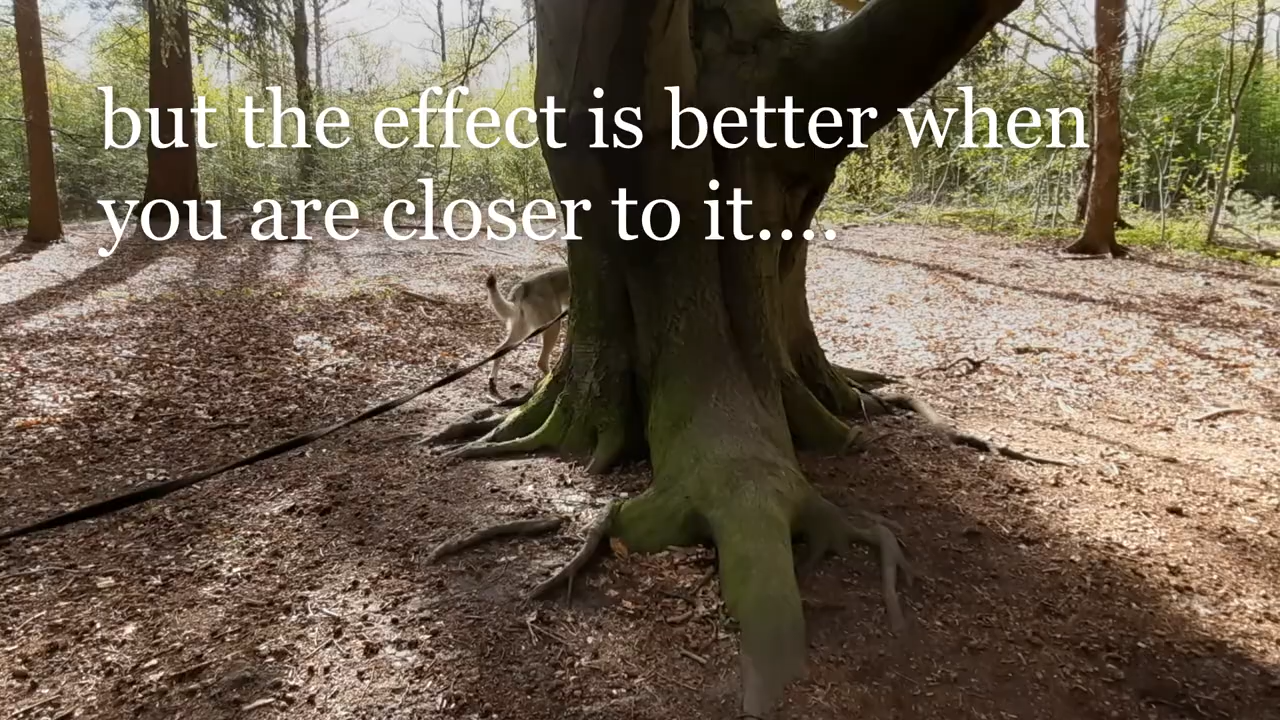 but the effect is better when
you are closer to it....